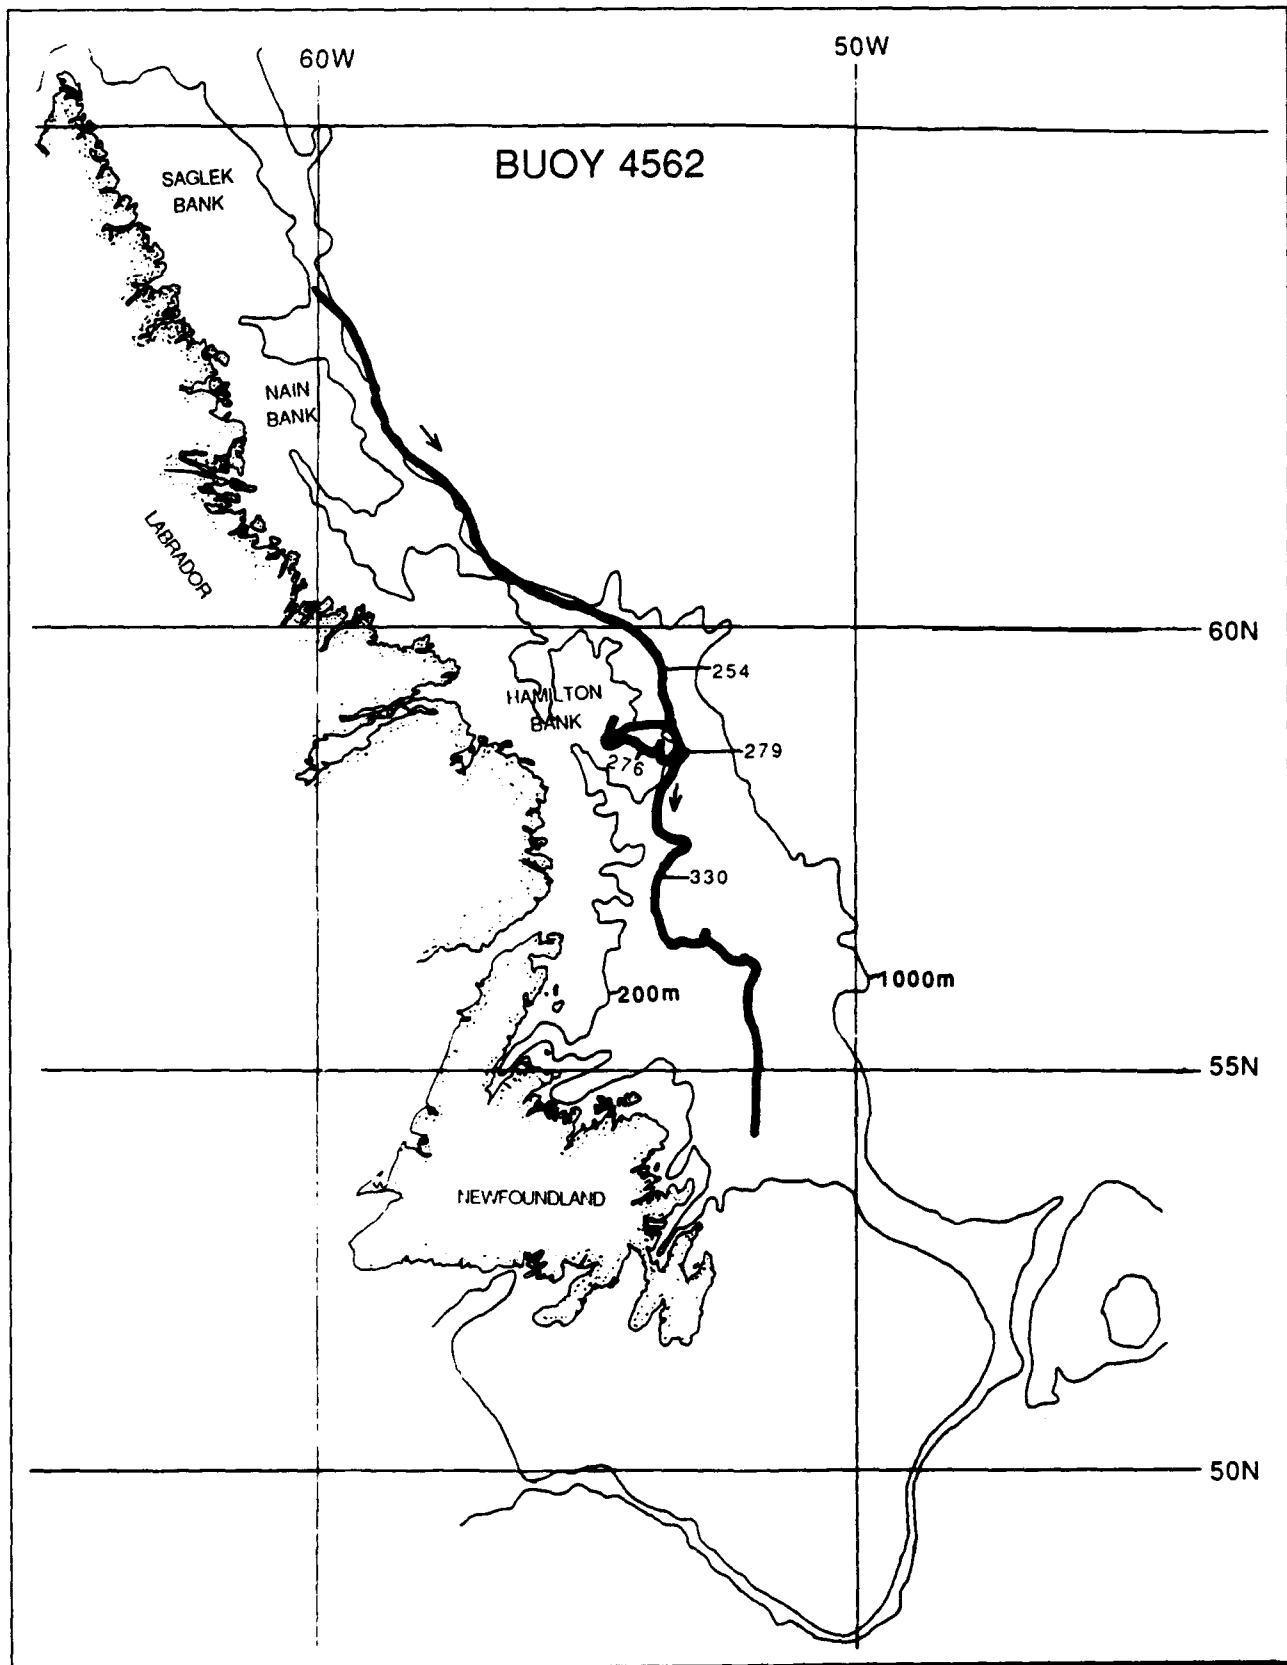 60W
50W
BUOY 4562
SAGLEK
BANK
NAIN
BANK
LABRADOR
60N
254
HAMILTON
BANK
279
276
330
200m
1000m
55N
NEWFOUNDLAND
50N